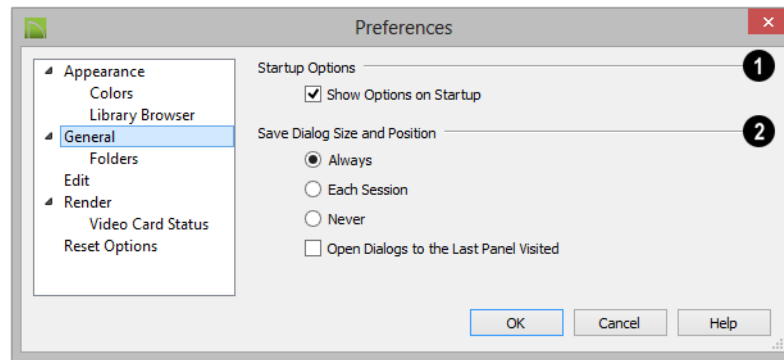 Preferences
Appearance
Colors
Library Browser
General
Folders
Edit
Render
Video Card Status
Reset Options
Startup Options
1
Show Options on Startup
Save Dialog Size and Position
2
Always
Each Session
Never
Open Dialogs to the Last Panel Visited
OK
Cancel
Help